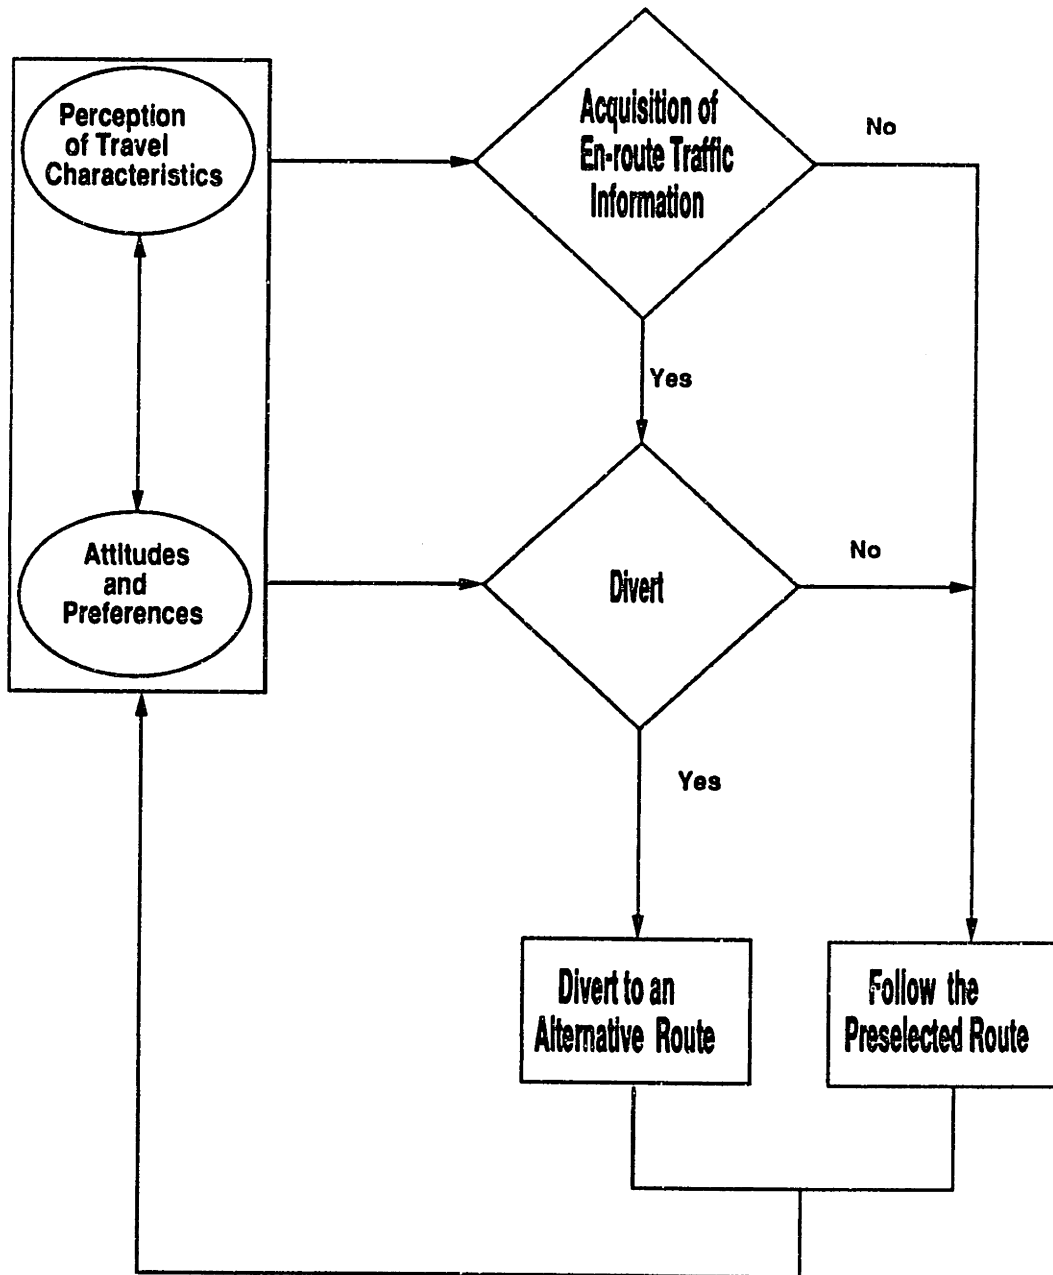 Perception
of Travel
Characteristics
Acquisition of
En-route Traffic
Information
No
Yes
Attitudes
and
Preferences
Divert
No
Yes
Divert to an
Alternative Route
Follow the
Preselected Route